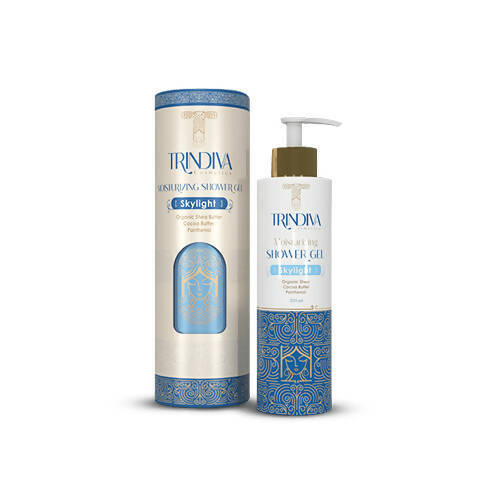 TRINDIVA
COSMETICS
MOISTURIZING SHOWER GEL
Skylight
Organic Shea Butter
Cocoa Butter
Panthenol
TRINDIVA
COSMETICS
Moisturizing
SHOWER GEL
Skylight
Organic Shea
Cocoa Butter
Panthenol